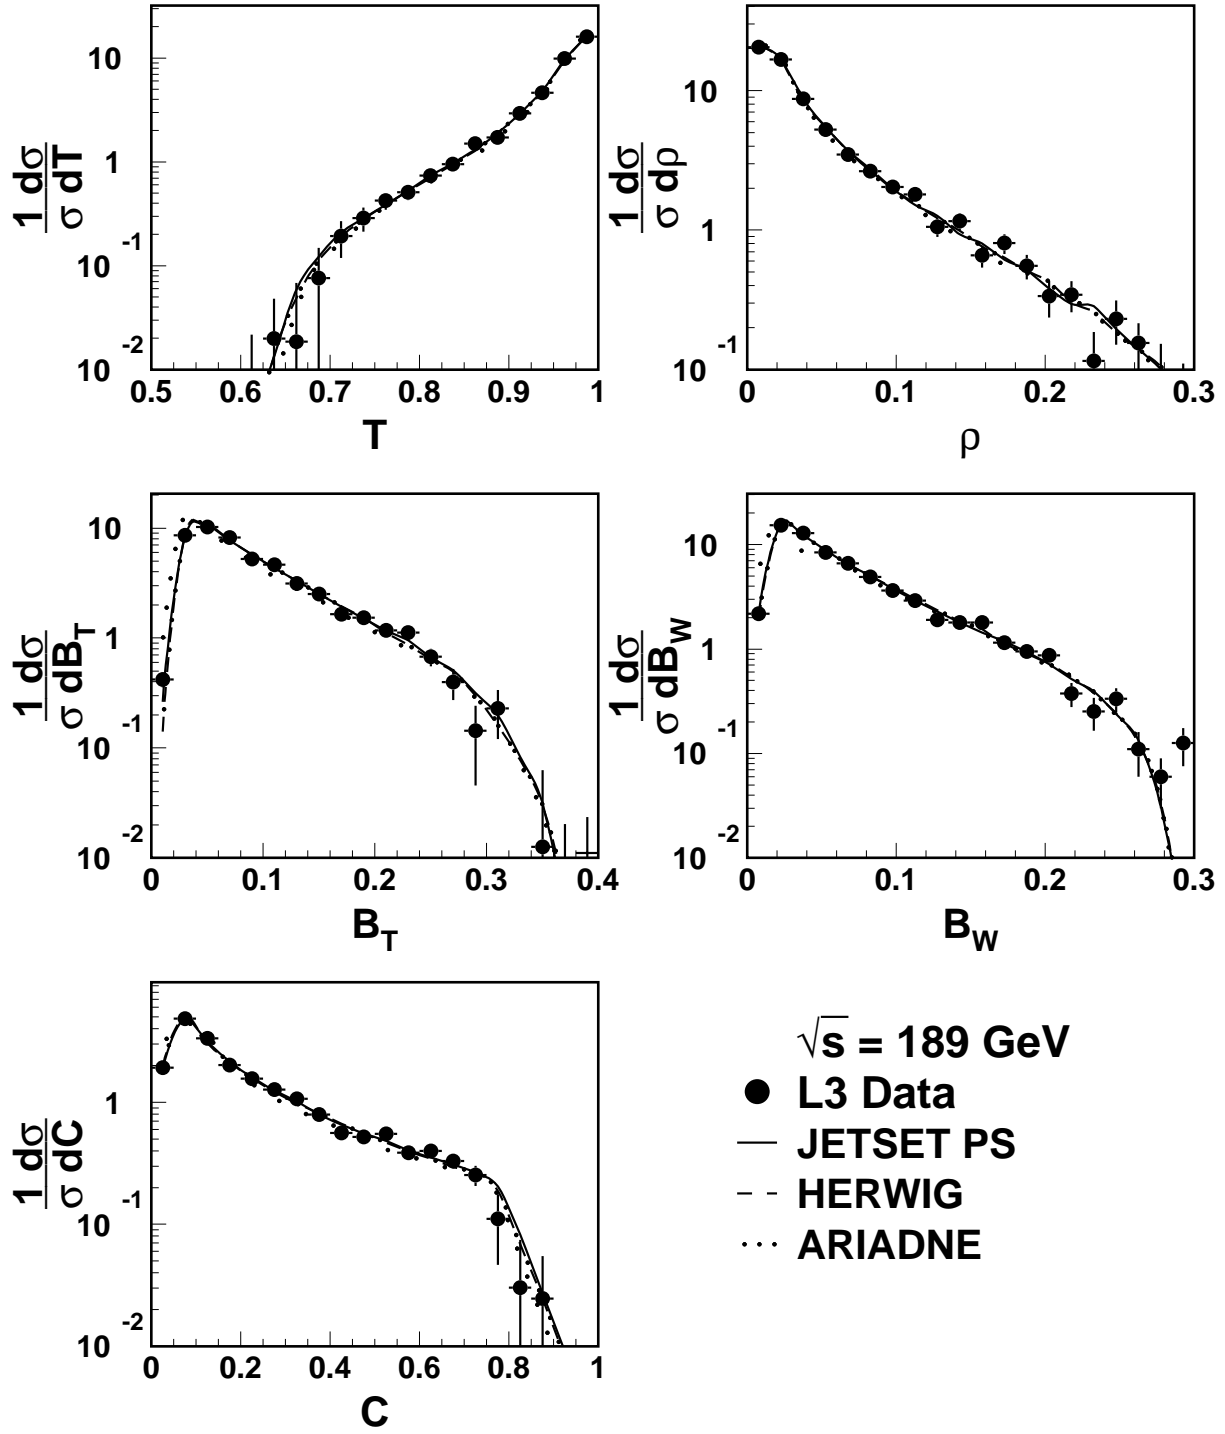 10
1
10 -1
10 -2
0.5 0.6 0.7 0.8 0.9 1
T
1 dσ
σ dT
10
1
10 -1
0 0.1 0.2 0.3
ρ
1 dσ
σ dρ
10
1
10 -1
10 -2
0 0.1 0.2 0.3 0.4
B_T
1 dσ
σ dB_T
10
1
10 -1
10 -2
0 0.1 0.2 0.3
B_W
1 dσ
σ dB_W
1
10 -1
10 -2
0 0.2 0.4 0.6 0.8 1
C
1 dσ
σ dC
√s = 189 GeV
L3 Data
JETSET PS
HERWIG
ARIADNE